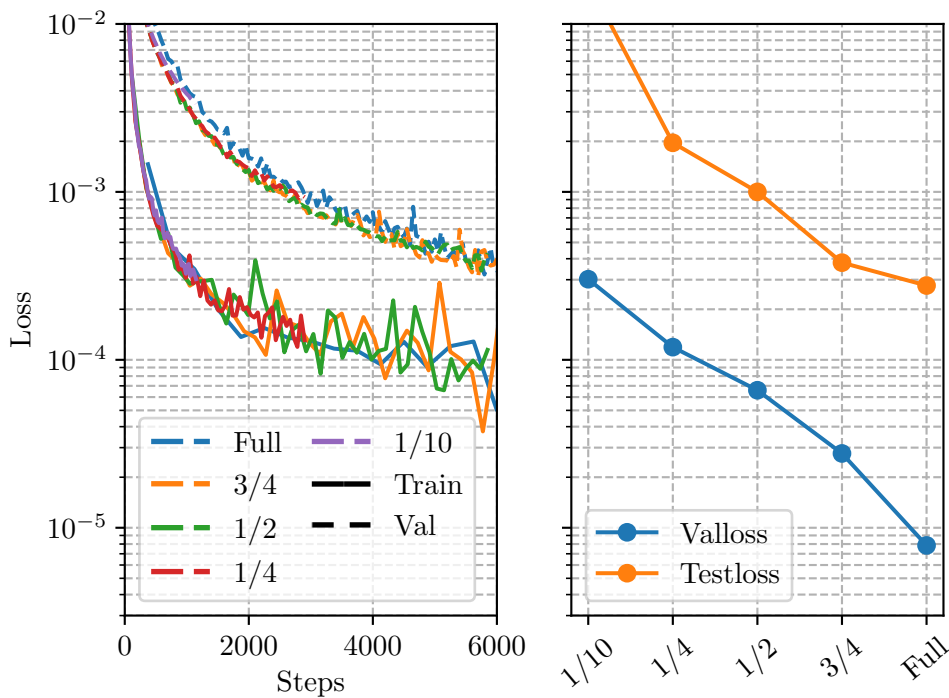 Loss
10⁻²
10⁻³
10⁻⁴
10⁻⁵
0
2000
4000
6000
Steps
Full
3/4
1/2
1/4
1/10
Train
Val
Valloss
Testloss
1/10
1/4
1/2
3/4
Full